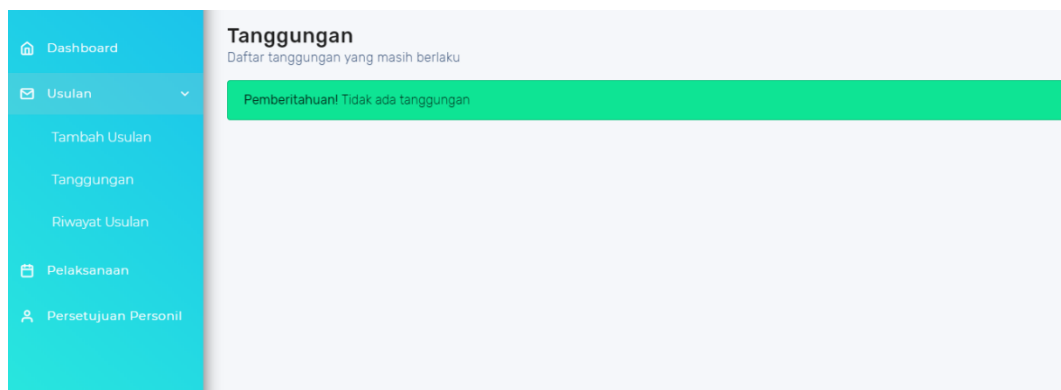 Dashboard
Usulan
Tambah Usulan
Tanggungan
Riwayat Usulan
Pelaksanaan
Persetujuan Personil
Tanggungan
Daftar tanggungan yang masih berlaku
Pemberitahuan! Tidak ada tanggungan